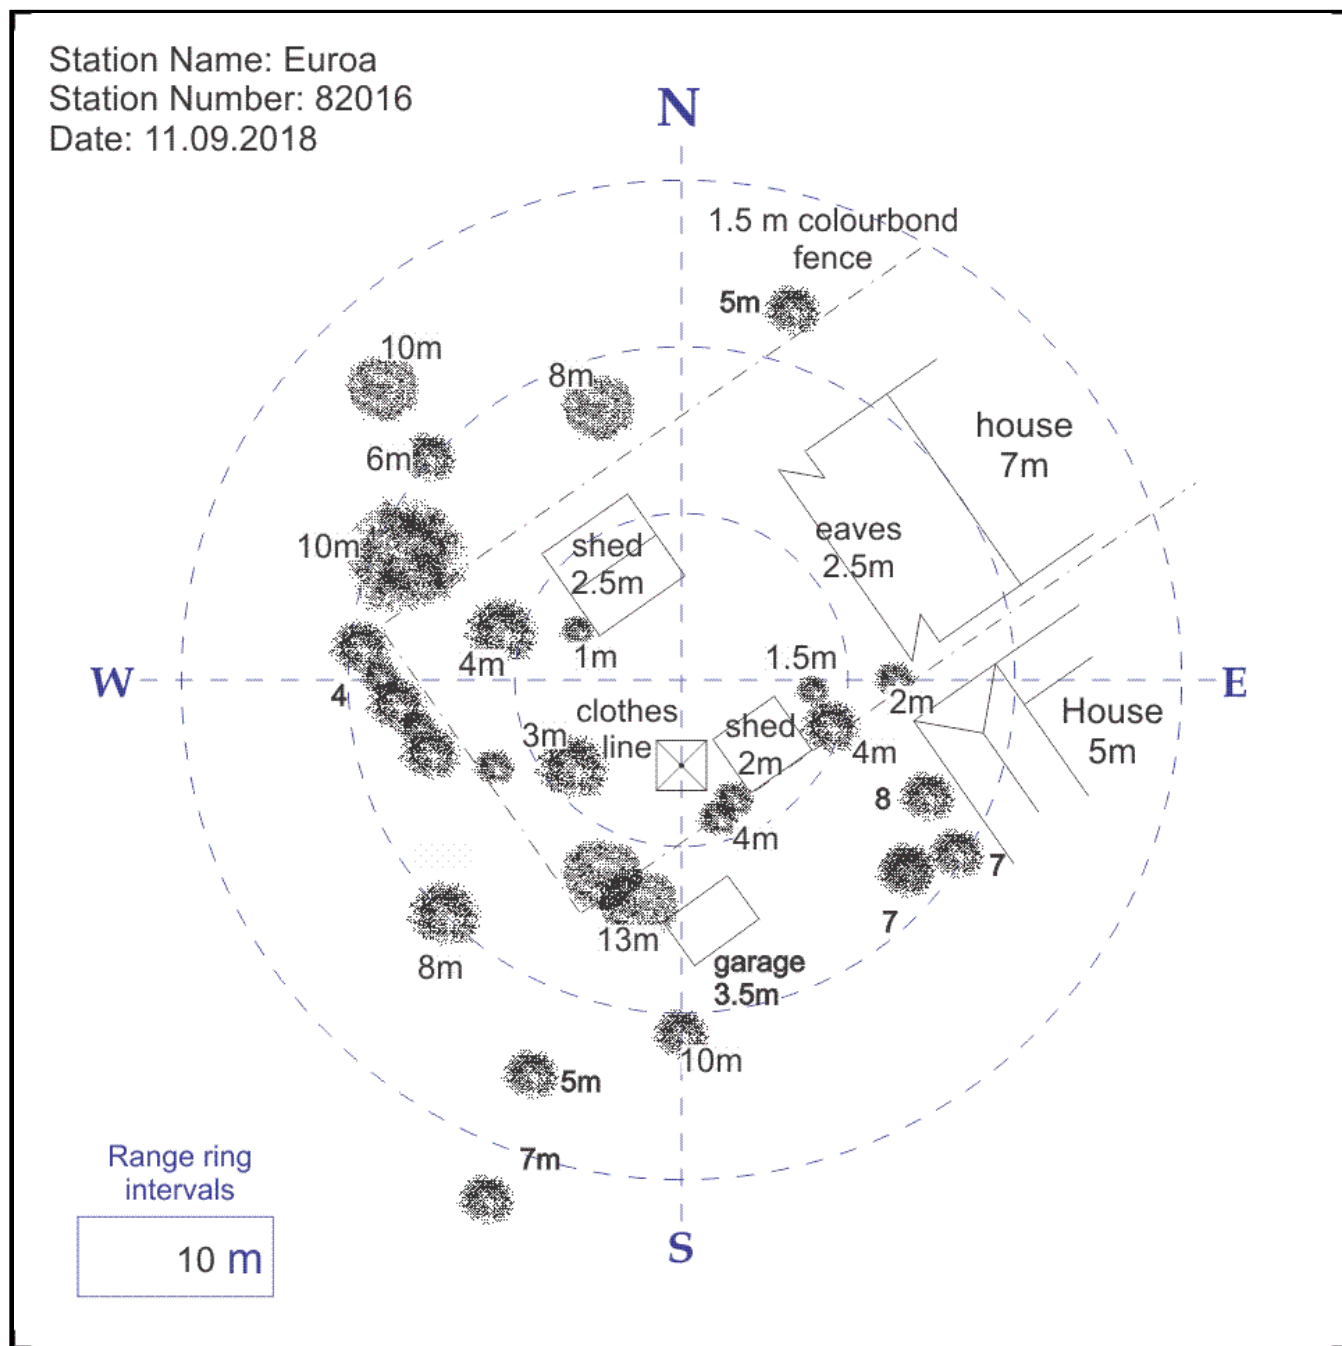 Station Name: Euroa
Station Number: 82016
Date: 11.09.2018
N
1.5 m colourbond
fence
5m
10m
8m
house
7m
6m
eaves
2.5m
10m
shed
2.5m
4m
1m
1.5m
W
E
4
2m
clothes
line
3m
shed
2m
4m
House
5m
8
4m
7
7
13m
8m
garage
3.5m
10m
5m
7m
S
Range ring
intervals
10 m